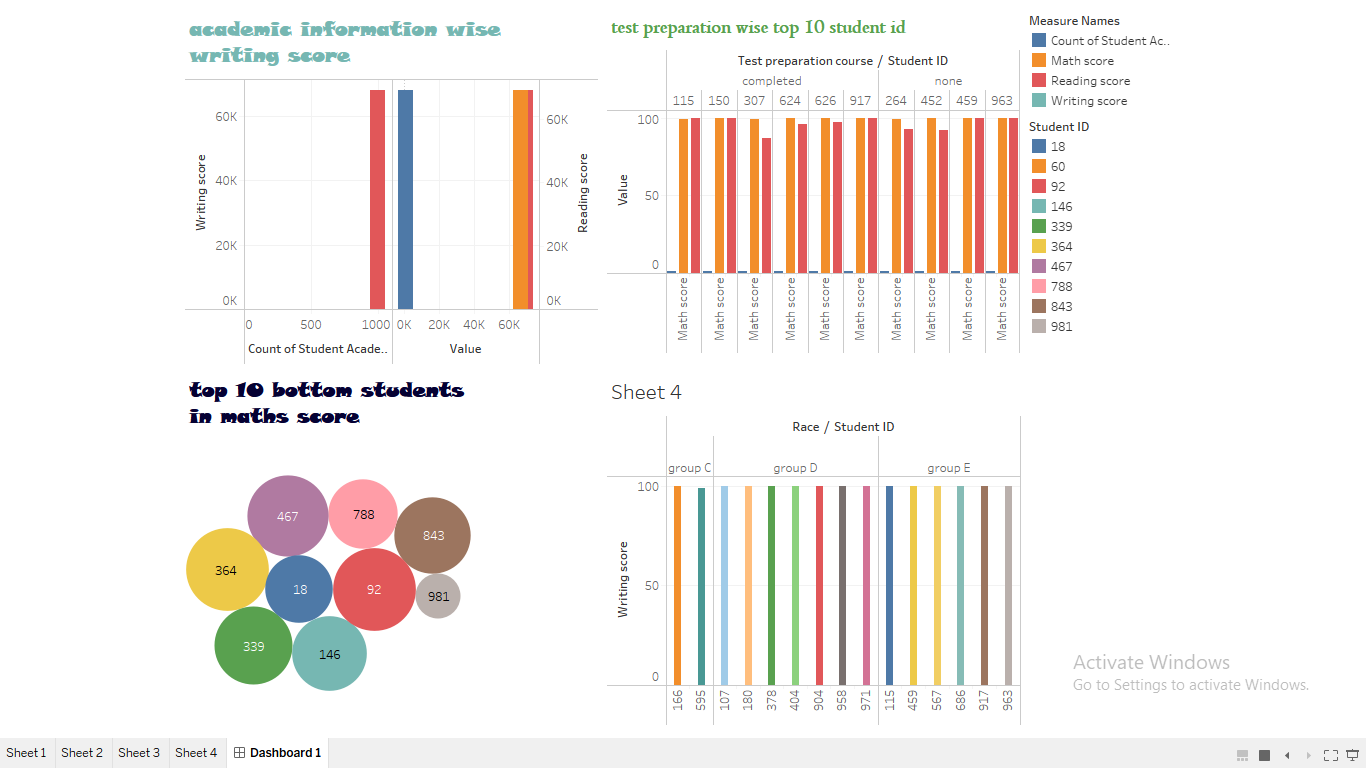 academic information wise
writing score
Writing score
60K
40K
20K
0K
60K
40K
20K
0K
Reading score
0
500
1000
0K
20K
40K
60K
Count of Student Acade..
Value
test preparation wise top 10 student id
Test preparation course / Student ID
completed
none
115
150
307
624
626
917
264
452
459
963
Value
100
50
0
Math score
Math score
Math score
Math score
Math score
Math score
Math score
Math score
Math score
Math score
Measure Names
Count of Student Ac..
Math score
Reading score
Writing score
Student ID
18
60
92
146
339
364
467
788
843
981
top 10 bottom students
in maths score
467
788
843
364
18
92
981
339
146
Sheet 4
Race / Student ID
group C
group D
group E
Writing score
100
50
0
166
595
107
180
378
404
904
958
971
115
459
567
686
917
963
Activate Windows
Go to Settings to activate Windows.
Sheet 1
Sheet 2
Sheet 3
Sheet 4
Dashboard 1